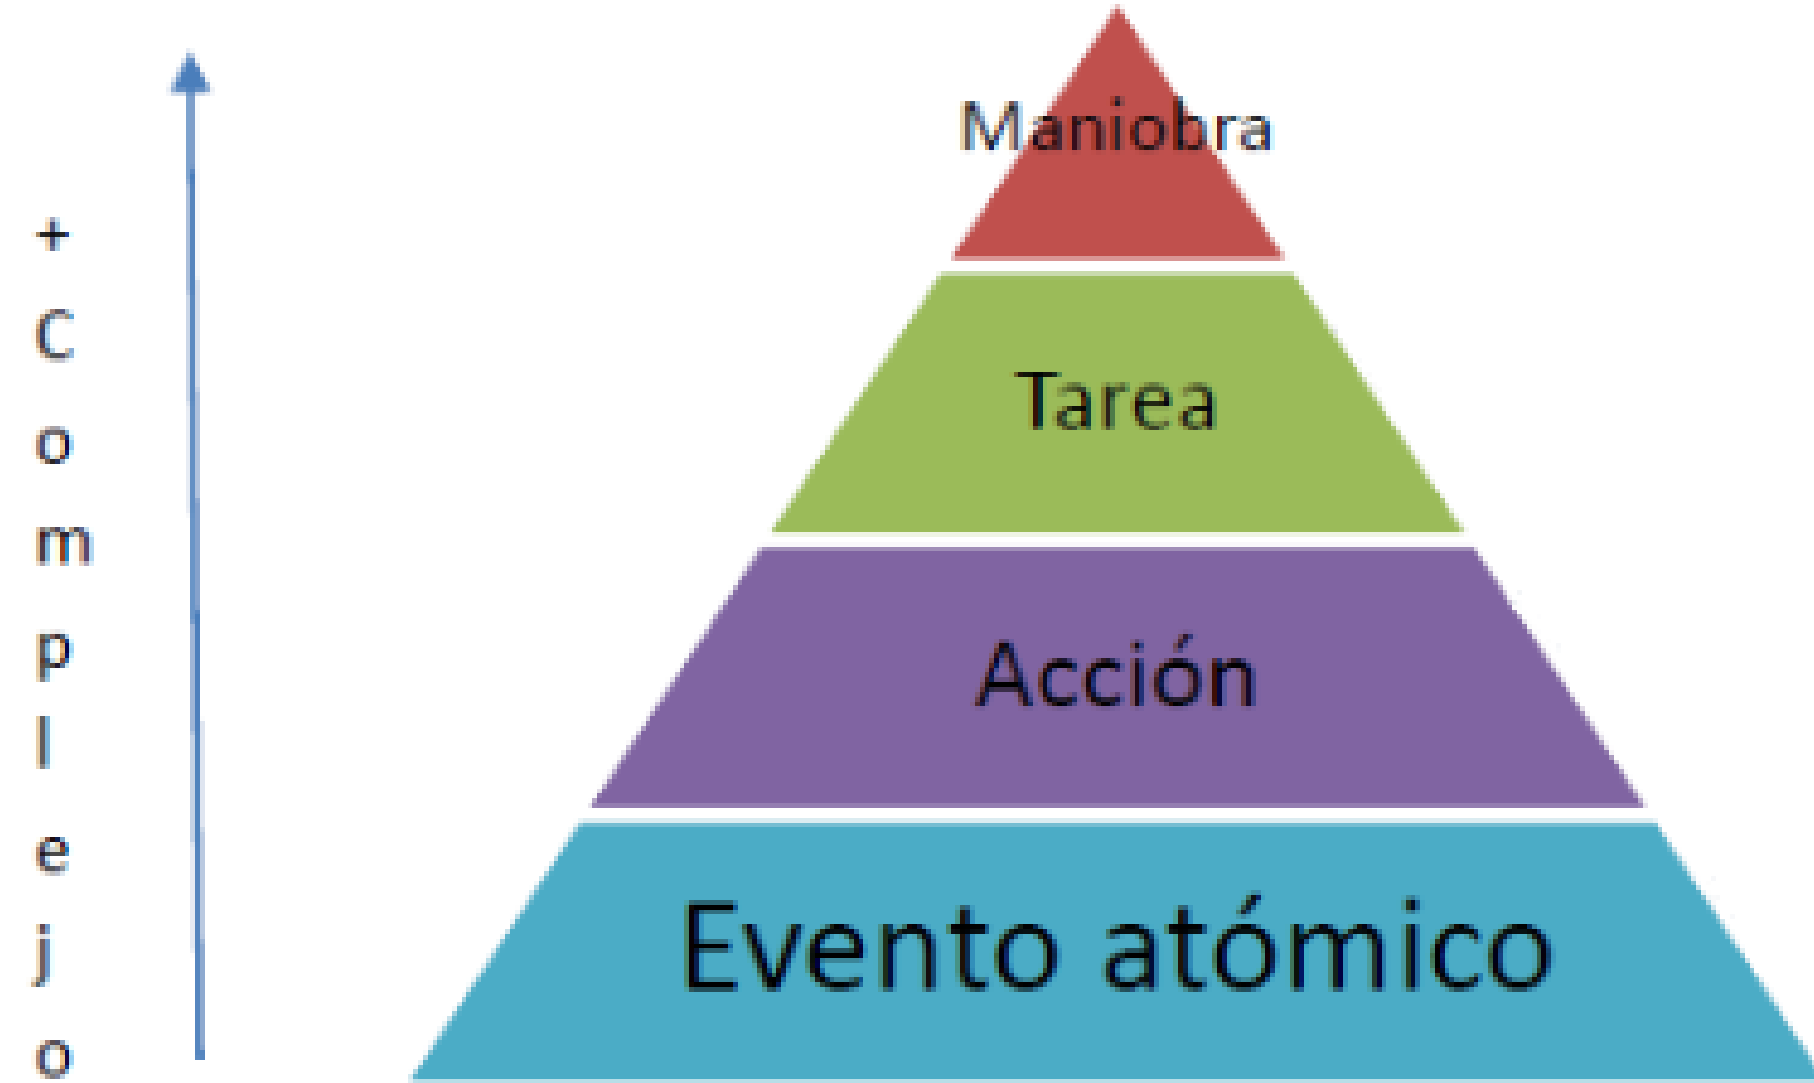 +
C
o
m
p
l
e
j
o
Maniobra
Tarea
Acción
Evento atómico